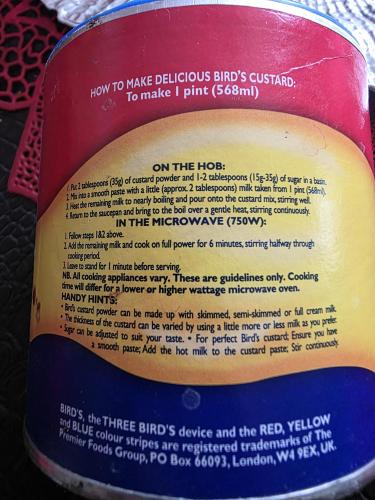 HOW TO MAKE DELICIOUS BIRD'S CUSTARD:
To make 1 pint (568ml)
ON THE HOB:
1. Put 2 tablespoons (35g) of custard powder and 1-2 tablespoons (15g-35g) of sugar in a basin.
2. Mix into a smooth paste with a little (approx. 2 tablespoons) milk taken from 1 pint (568ml).
3. Heat the remaining milk to nearly boiling and pour onto the custard mix, stirring well.
4. Return to the saucepan and bring to the boil over a gentle heat, stirring continuously.
IN THE MICROWAVE (750W):
1. Follow steps 1&2 above.
2. Add the remaining milk and cook on full power for 6 minutes, stirring halfway through
cooking period.
3. Leave to stand for 1 minute before serving.
NB. All cooking appliances vary. These are guidelines only. Cooking
time will differ for a lower or higher wattage microwave oven.
HANDY HINTS:
• Bird's custard powder can be made up with skimmed, semi-skimmed or full cream milk.
• The thickness of the custard can be varied by using a little more or less milk as you prefer.
• Sugar can be adjusted to suit your taste. • For perfect Bird's custard; Ensure you have
a smooth paste; Add the hot milk to the custard paste; Stir continuously.
BIRD'S, the THREE BIRD'S device and the RED, YELLOW
and BLUE colour stripes are registered trademarks of The
Premier Foods Group, PO Box 66093, London, W4 9EX, UK.